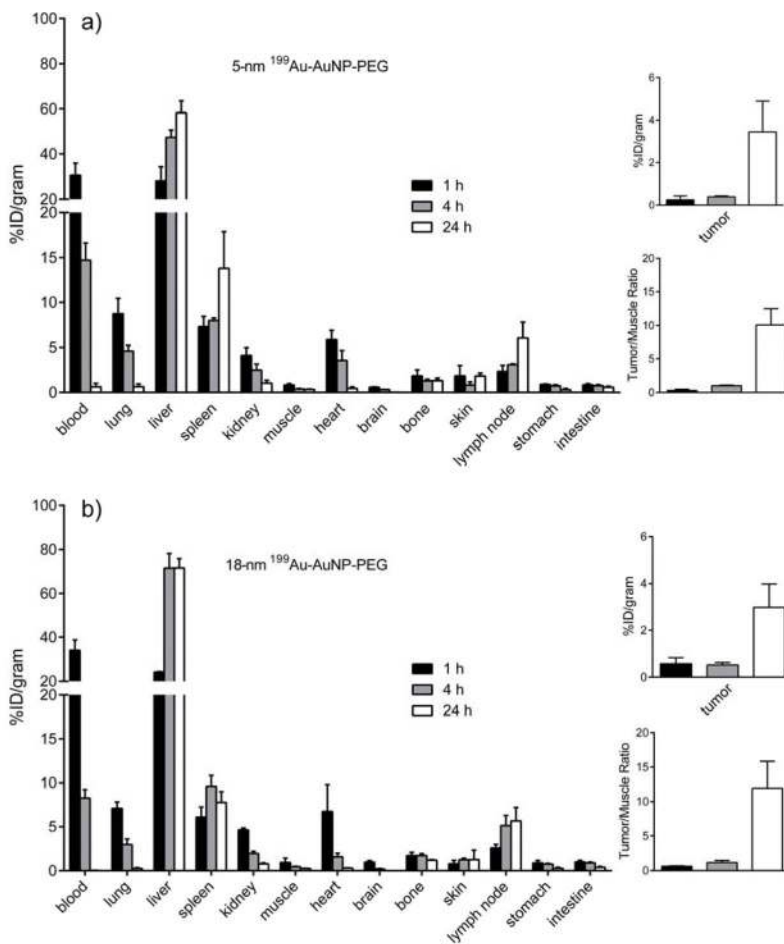 a)
5-nm ¹⁹⁹Au-AuNP-PEG
%ID/gram
100
80
60
40
20
20
15
10
5
0
1 h
4 h
24 h
blood
lung
liver
spleen
kidney
muscle
heart
brain
bone
skin
lymph node
stomach
intestine
%ID/gram
6
4
2
0
tumor
Tumor/Muscle Ratio
20
15
10
5
0
b)
18-nm ¹⁹⁹Au-AuNP-PEG
%ID/gram
100
80
60
40
20
20
15
10
5
0
1 h
4 h
24 h
blood
lung
liver
spleen
kidney
muscle
heart
brain
bone
skin
lymph node
stomach
intestine
%ID/gram
6
4
2
0
tumor
Tumor/Muscle Ratio
20
15
10
5
0